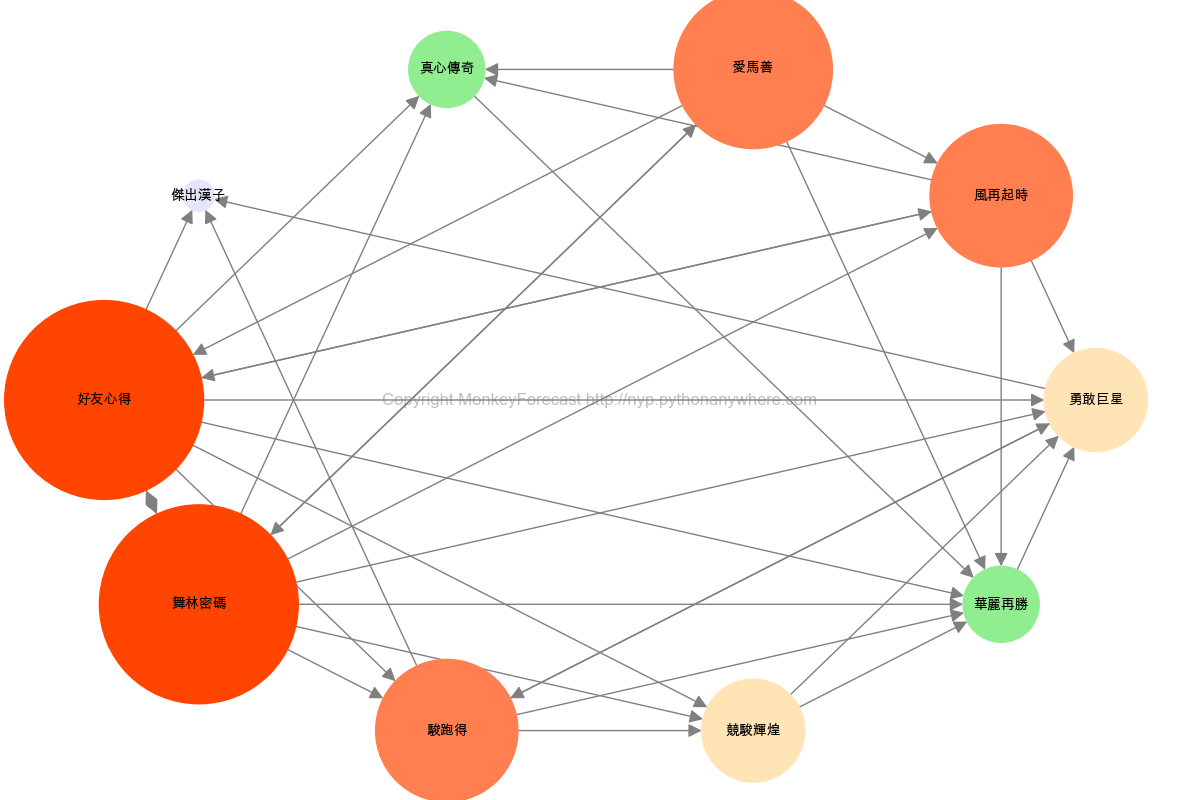 愛馬善
真心傳奇
傑出漢子
風再起時
好友心得
Copyright MonkeyForecast http://nyp.pythonanywhere.com
勇敢巨星
舞林密碼
華麗再勝
駿跑得
競駿輝煌